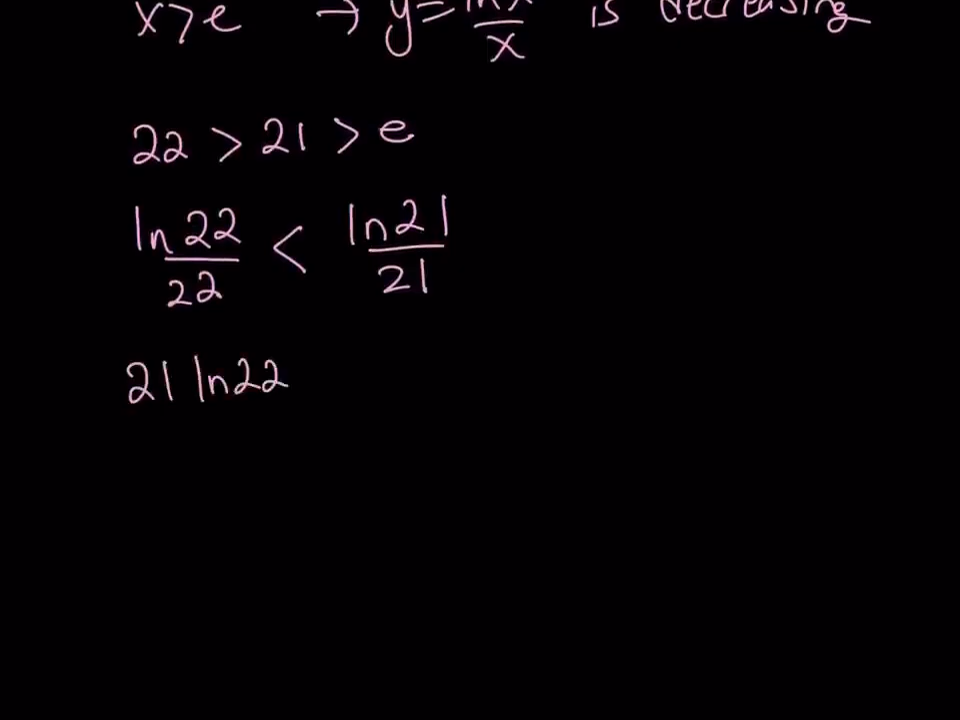 x>e → y=lnx/x is decreasing
22 > 21 > e
ln22/22 < ln21/21
21 ln22